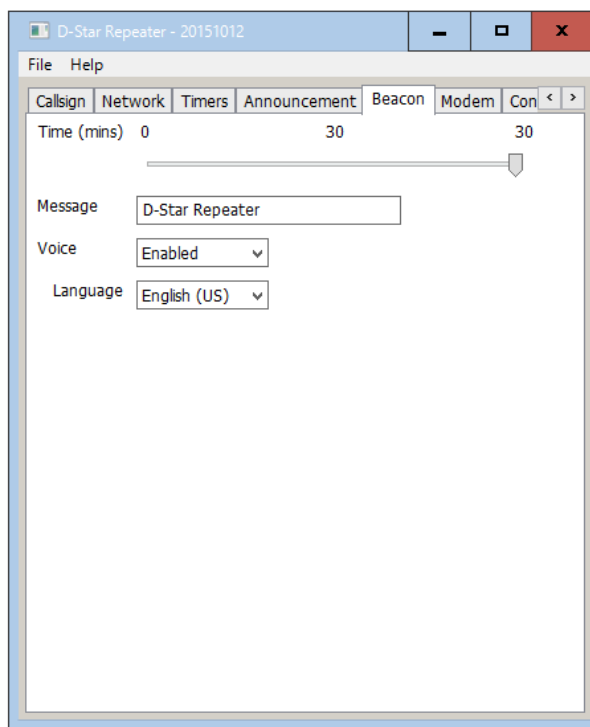 D-Star Repeater - 20151012
File Help
Callsign Network Timers Announcement Beacon Modem Con
Time (mins) 0 30 30
Message D-Star Repeater
Voice Enabled
Language English (US)